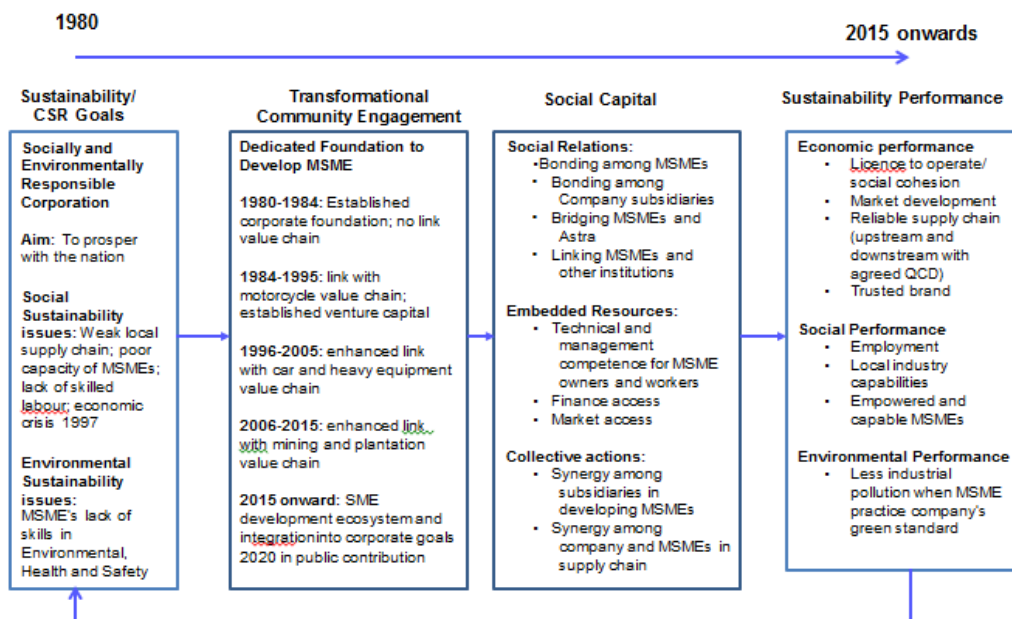 1980
2015 onwards
Sustainability/
CSR Goals
Socially and
Environmentally
Responsible
Corporation
Aim: To prosper
with the nation
Social
Sustainability
issues: Weak local
supply chain; poor
capacity of MSMEs;
lack of skilled
labour; economic
crisis 1997
Environmental
Sustainability
issues:
MSME's lack of
skills in
Environmental,
Health and Safety
Transformational
Community Engagement
Dedicated Foundation to
Develop MSME
1980-1984: Established
corporate foundation; no link
value chain
1984-1995: link with
motorcycle value chain;
established venture capital
1996-2005: enhanced link
with car and heavy equipment
value chain
2006-2015: enhanced link
with mining and plantation
value chain
2015 onward: SME
development ecosystem and
integrationinto corporate goals
2020 in public contribution
Social Capital
Social Relations:
•Bonding among MSMEs
• Bonding among
Company subsidiaries
• Bridging MSMEs and
Astra
• Linking MSMEs and
other institutions
Embedded Resources:
• Technical and
management
competence for MSME
owners and workers
• Finance access
• Market access
Collective actions:
• Synergy among
subsidiaries in
developing MSMEs
• Synergy among
company and MSMEs in
supply chain
Sustainability Performance
Economic performance
• Licence to operate/
social cohesion
• Market development
• Reliable supply chain
(upstream and
downstream with
agreed QCD)
• Trusted brand
Social Performance
• Employment
• Local industry
capabilities
• Empowered and
capable MSMEs
Environmental Performance
• Less industrial
pollution when MSME
practice company's
green standard